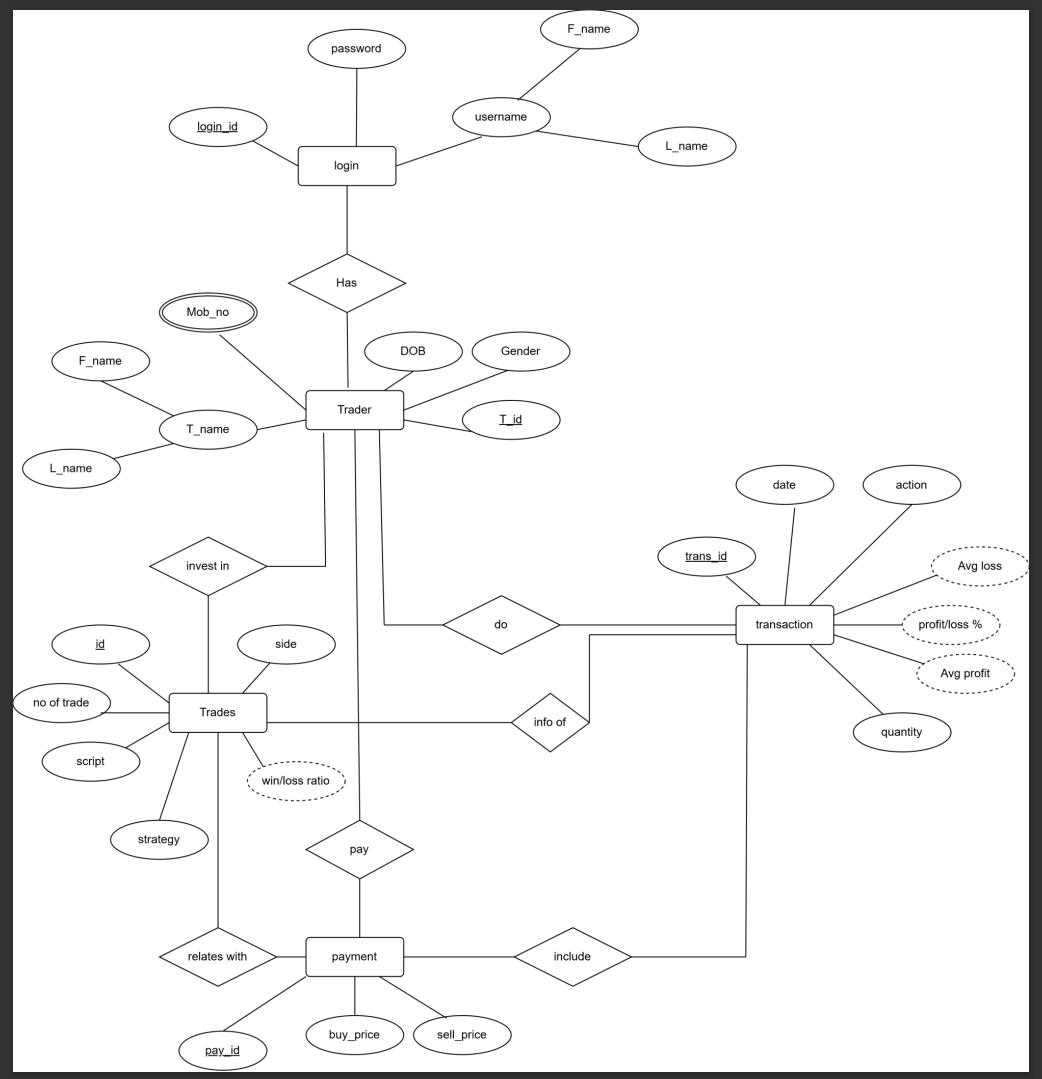 F_name
password
username
login_id
L_name
login
Has
Mob_no
DOB
Gender
F_name
Trader
T_id
T_name
L_name
date
action
trans_id
invest in
Avg loss
do
transaction
profit/loss %
id
side
Avg profit
no of trade
Trades
info of
quantity
script
win/loss ratio
strategy
pay
relates with
payment
include
pay_id
buy_price
sell_price